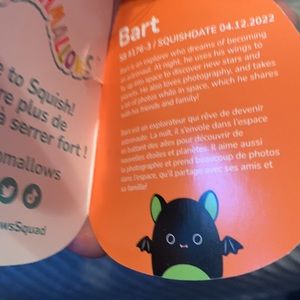 MALLOWS
to Squish!
re plus de
à serrer fort !
mallows
owsSquad
Bart
/ SQUISHDATE 04.12.2022
Bart is an explorer who dreams of becoming
an astronaut. At night, he uses his wings to
up into space to discover new stars and
planets. He also loves photography, and takes
lot of photos while in space, which he shares
with his friends and family!
Bart est un explorateur qui rêve de devenir
astronaute. La nuit, il s'envole dans l'espace
en battant des ailes pour découvrir de
nouvelles étoiles et planètes. Il aime aussi
la photographie et prend beaucoup de photos
dans l'espace, qu'il partage avec ses amis et
sa famille!